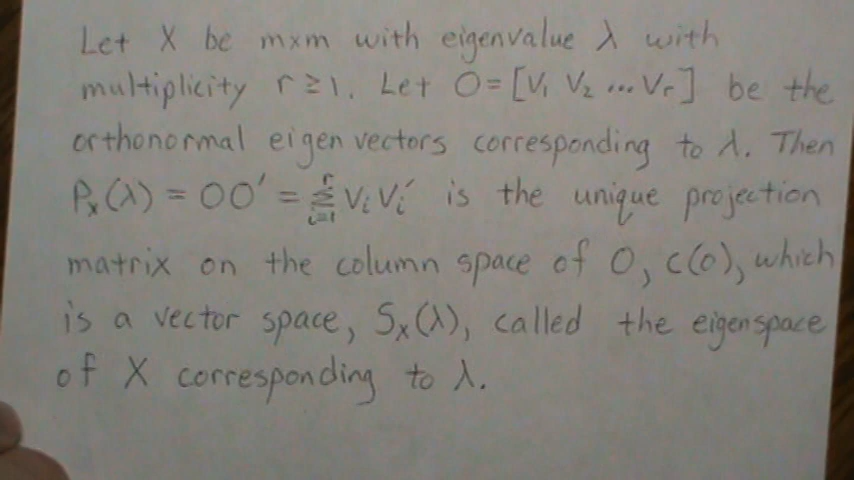 Let X be m×m with eigenvalue λ with
multiplicity r≥1. Let O=[V₁ V₂ ... Vᵣ] be the
orthonormal eigenvectors corresponding to λ. Then
Pₓ(λ) = OO' = Σᵢ₌₁ʳ VᵢVᵢ' is the unique projection
matrix on the column space of O, C(O), which
is a vector space, Sₓ(λ), called the eigenspace
of X corresponding to λ.